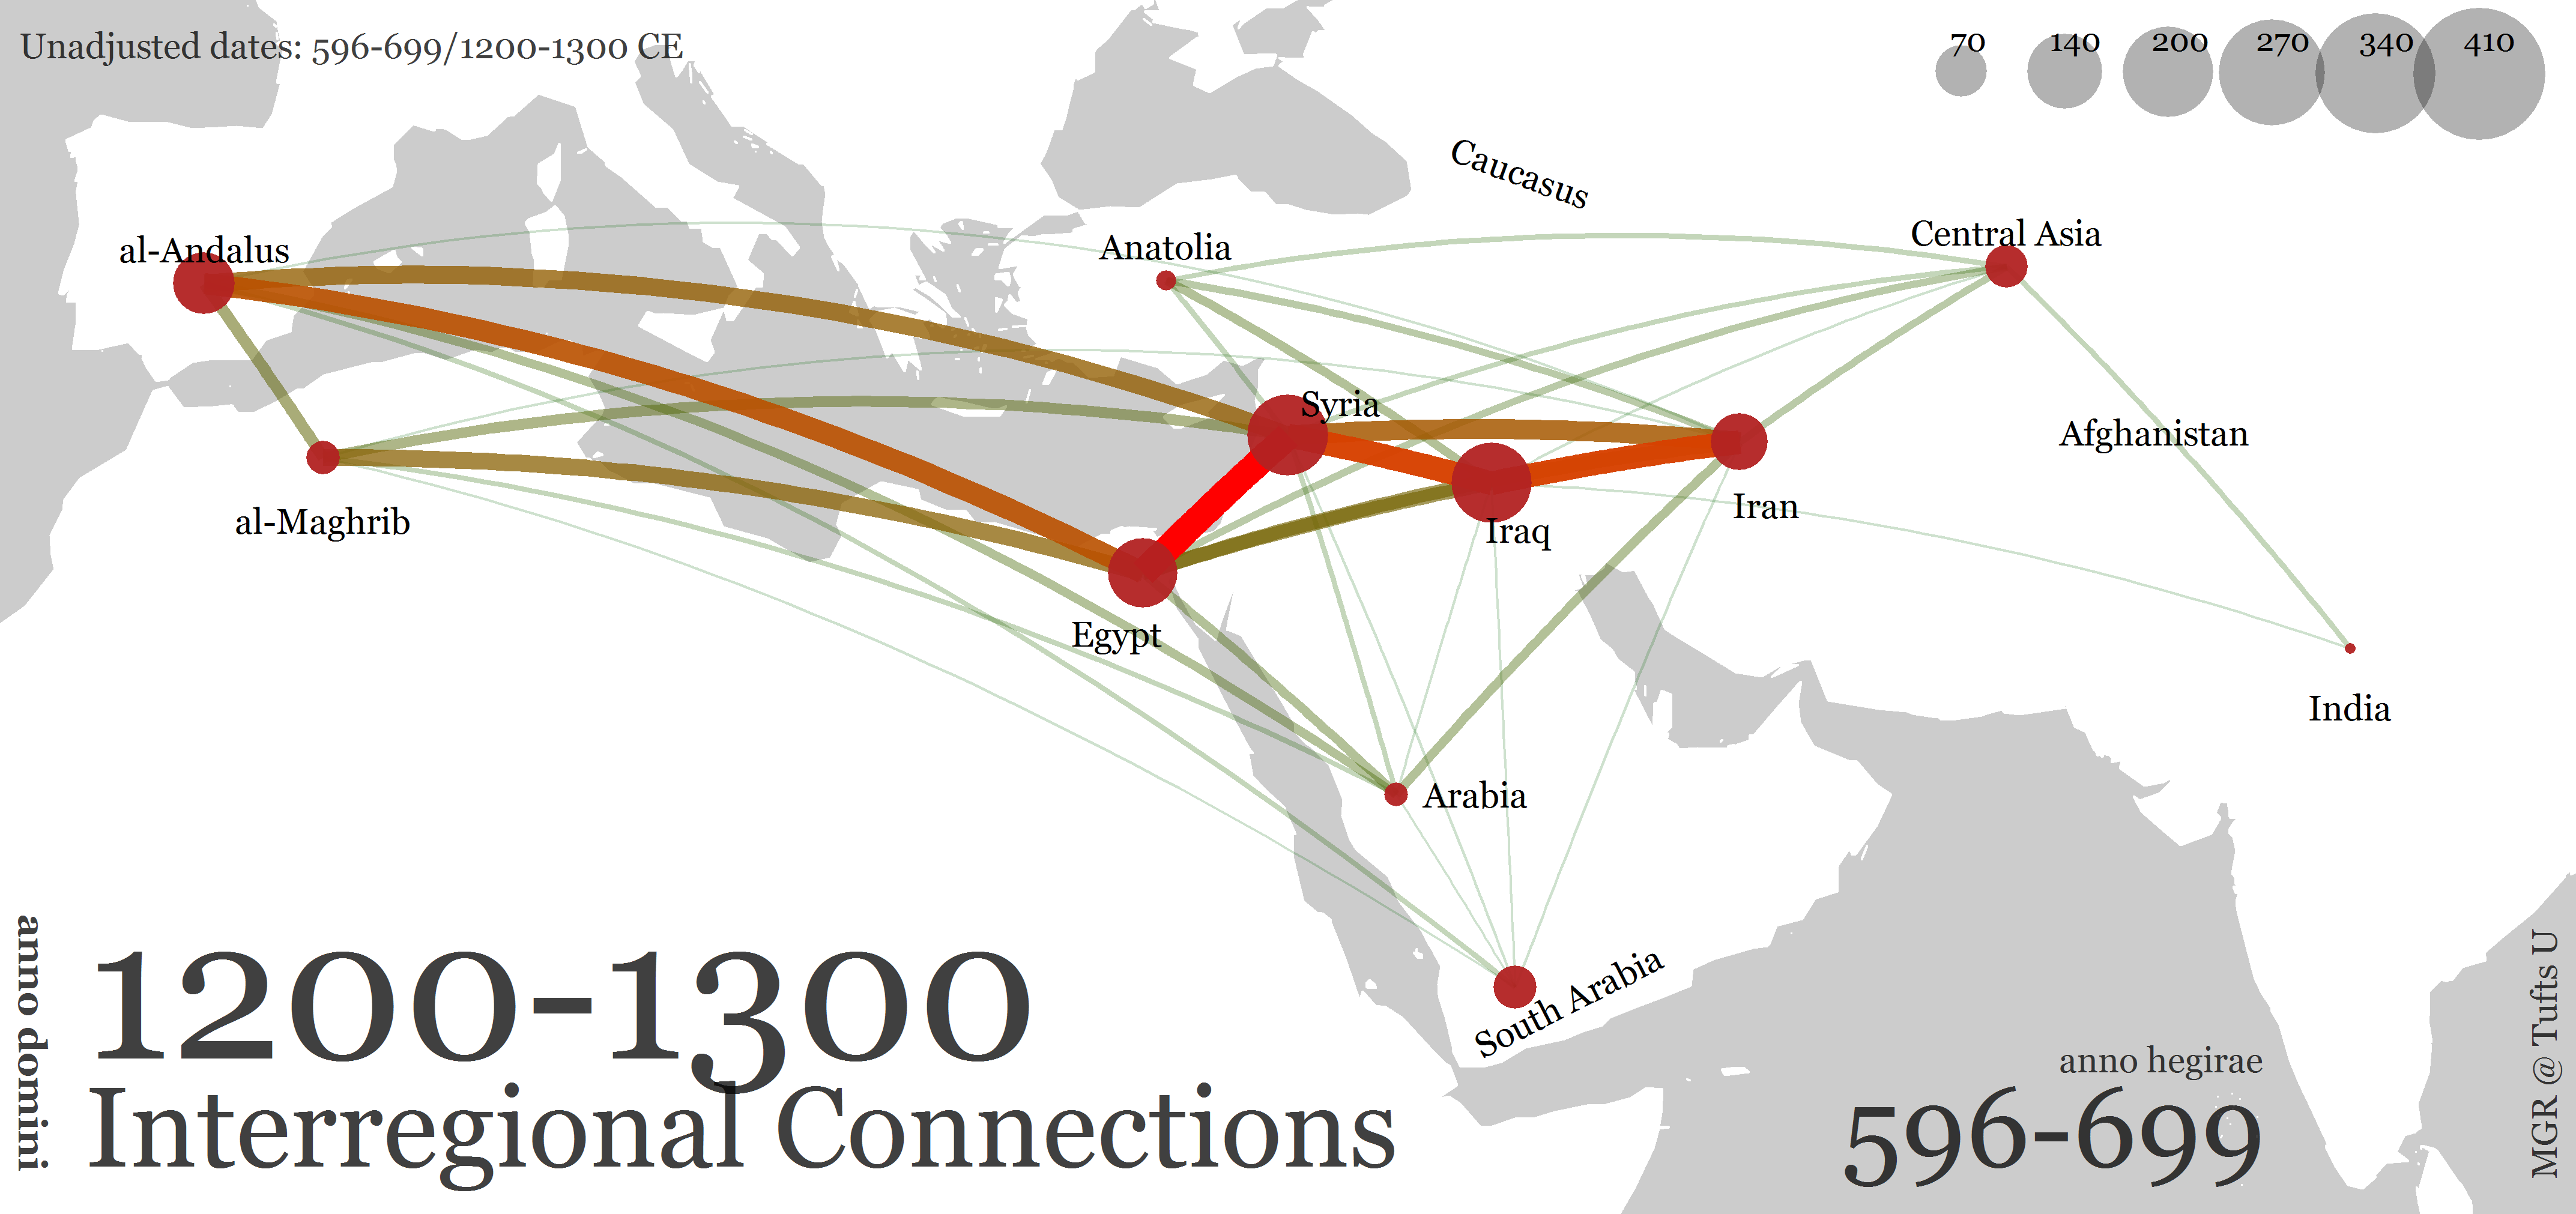 Unadjusted dates: 596-699/1200-1300 CE
70 140 200 270 340 410
Caucasus
al-Andalus
Anatolia
Central Asia
Syria
Afghanistan
al-Maghrib
Iran
Iraq
Egypt
India
Arabia
South Arabia
anno domini
1200-1300
Interregional Connections
anno hegirae
596-699
MGR @ Tufts U